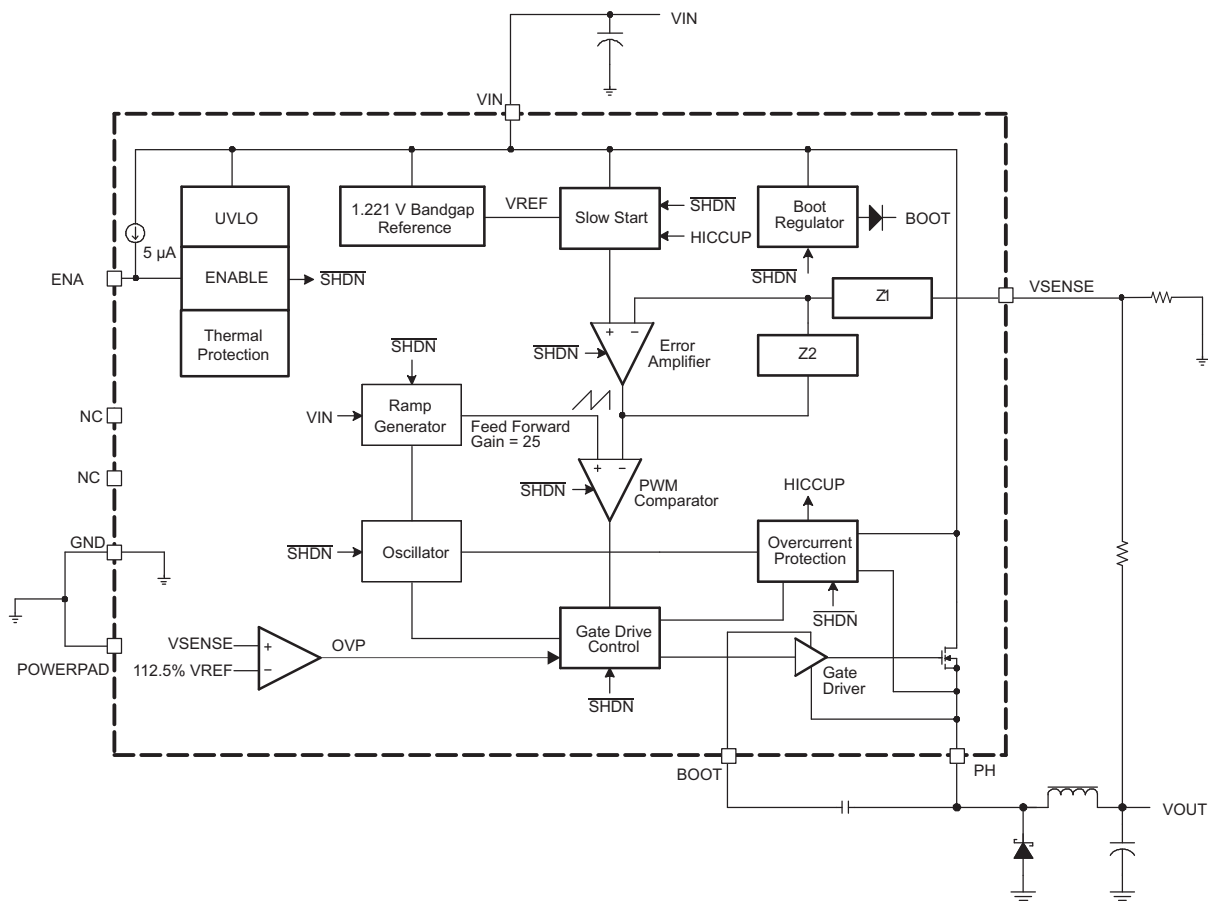 VIN
VIN
UVLO
1.221 V Bandgap
Reference
VREF
Slow Start
SHDN
HICCUP
Boot
Regulator
BOOT
5 µA
ENA
ENABLE
SHDN
SHDN
Z1
VSENSE
Thermal
Protection
SHDN
+ −
Error
Amplifier
Z2
SHDN
VIN
Ramp
Generator
Feed Forward
Gain = 25
NC
+ −
SHDN
PWM
Comparator
NC
HICCUP
GND
SHDN
Oscillator
Overcurrent
Protection
SHDN
VSENSE
+
OVP
Gate Drive
Control
POWERPAD
112.5% VREF
−
Gate
Driver
SHDN
BOOT
PH
VOUT